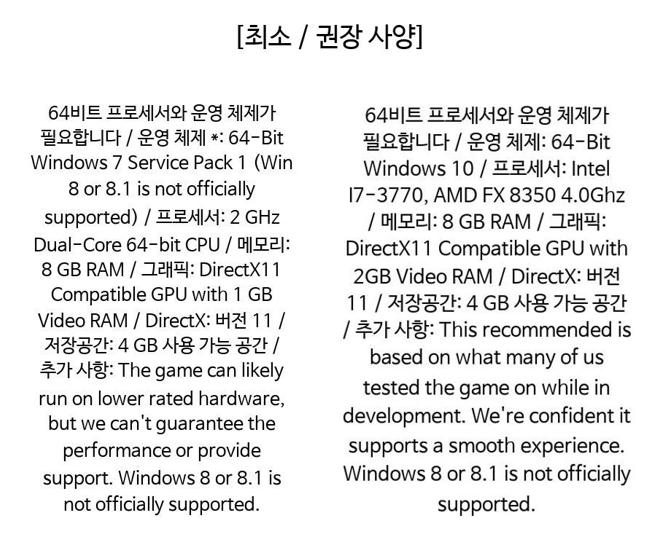 [최소 / 권장 사양]
64비트 프로세서와 운영 체제가
필요합니다 / 운영 체제 *: 64-Bit
Windows 7 Service Pack 1 (Win
8 or 8.1 is not officially
supported) / 프로세서: 2 GHz
Dual-Core 64-bit CPU / 메모리:
8 GB RAM / 그래픽: DirectX11
Compatible GPU with 1 GB
Video RAM / DirectX: 버전 11 /
저장공간: 4 GB 사용 가능 공간 /
추가 사항: The game can likely
run on lower rated hardware,
but we can't guarantee the
performance or provide
support. Windows 8 or 8.1 is
not officially supported.
64비트 프로세서와 운영 체제가
필요합니다 / 운영 체제: 64-Bit
Windows 10 / 프로세서: Intel
I7-3770, AMD FX 8350 4.0Ghz
/ 메모리: 8 GB RAM / 그래픽:
DirectX11 Compatible GPU with
2GB Video RAM / DirectX: 버전
11 / 저장공간: 4 GB 사용 가능 공간
/ 추가 사항: This recommended is
based on what many of us
tested the game on while in
development. We're confident it
supports a smooth experience.
Windows 8 or 8.1 is not officially
supported.